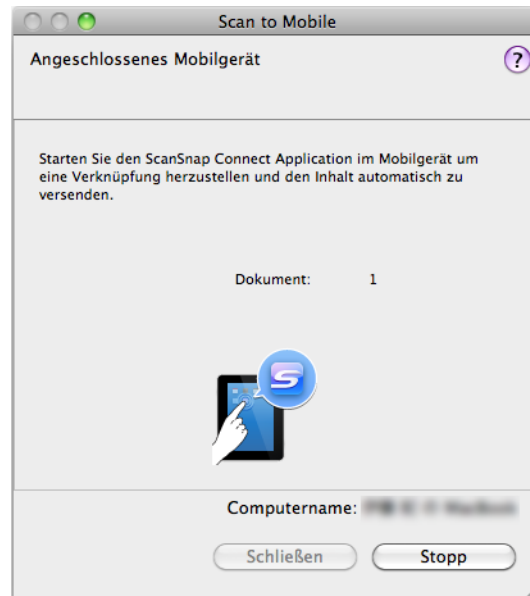 Scan to Mobile
Angeschlossenes Mobilgerät
?
Starten Sie den ScanSnap Connect Application im Mobilgerät um
eine Verknüpfung herzustellen und den Inhalt automatisch zu
versenden.
Dokument: 1
S
Computername:
Schließen Stopp